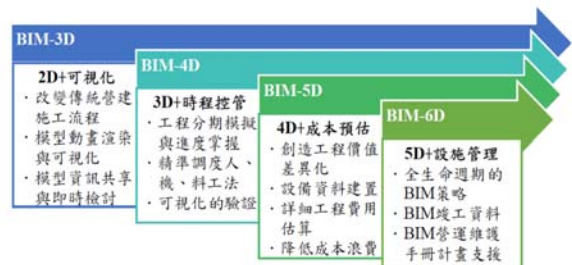 BIM-3D
2D+可視化
·改變傳統營建
施工流程
·模型動畫渲染
與可視化
·模型資訊共享
與即時檢討
BIM-4D
3D+時程控管
·工程分期模擬
與進度掌握
·精準調度人、
機、料工法
·可視化的驗證
BIM-5D
4D+成本預估
·創造工程價值
差異化
·設備資料建置
·詳細工程費用
估算
·降低成本浪費
BIM-6D
5D+設施管理
·全生命週期的
BIM策略
·BIM竣工資料
·BIM營運維護
手冊計畫支援